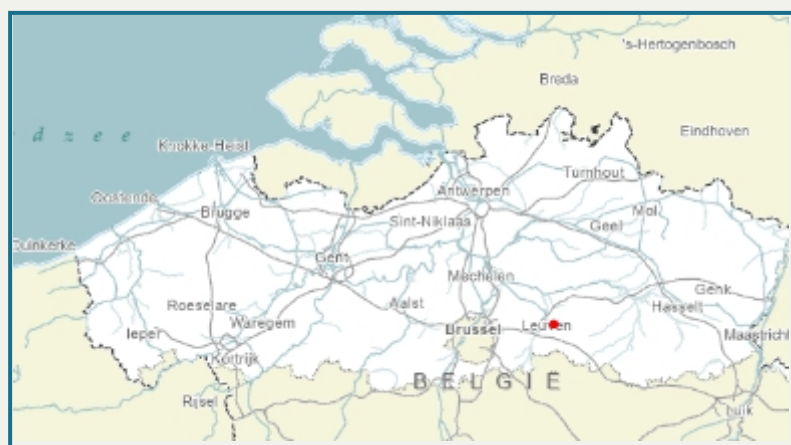 's-Hertogenbosch
Breda
d z e e
Eindhoven
Knokke-Heist
Turnhout
Oostende
Antwerpen
Brugge
Mol
Sint-Niklaas
Geel
Duinkerke
Gent
Mechelen
Genk
Aalst
Hasselt
Roeselare
Waregem
Brussel
Leuven
Ieper
Maastricht
Kortrijk
BELGIË
Rijsel
Luik